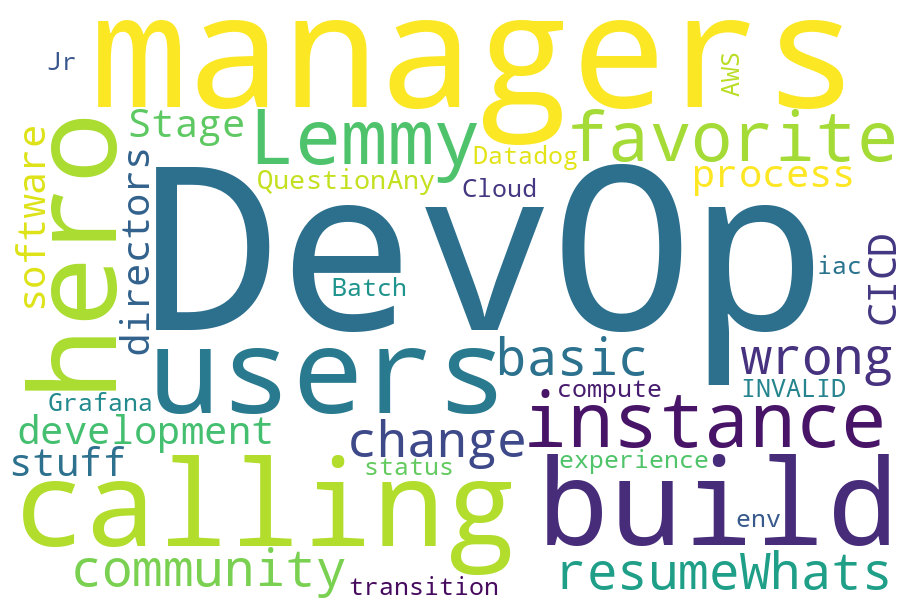 managers
Jr
AWS
Stage
Lemmy
favorite
hero
software
directors
Datadog
QuestionAny
Cloud
process
DevOp
CICD
iac
Batch
users
basic
wrong
compute
INVALID
Grafana
instance
development
change
stuff
status
experience
calling
build
env
community
resumeWhats
transition